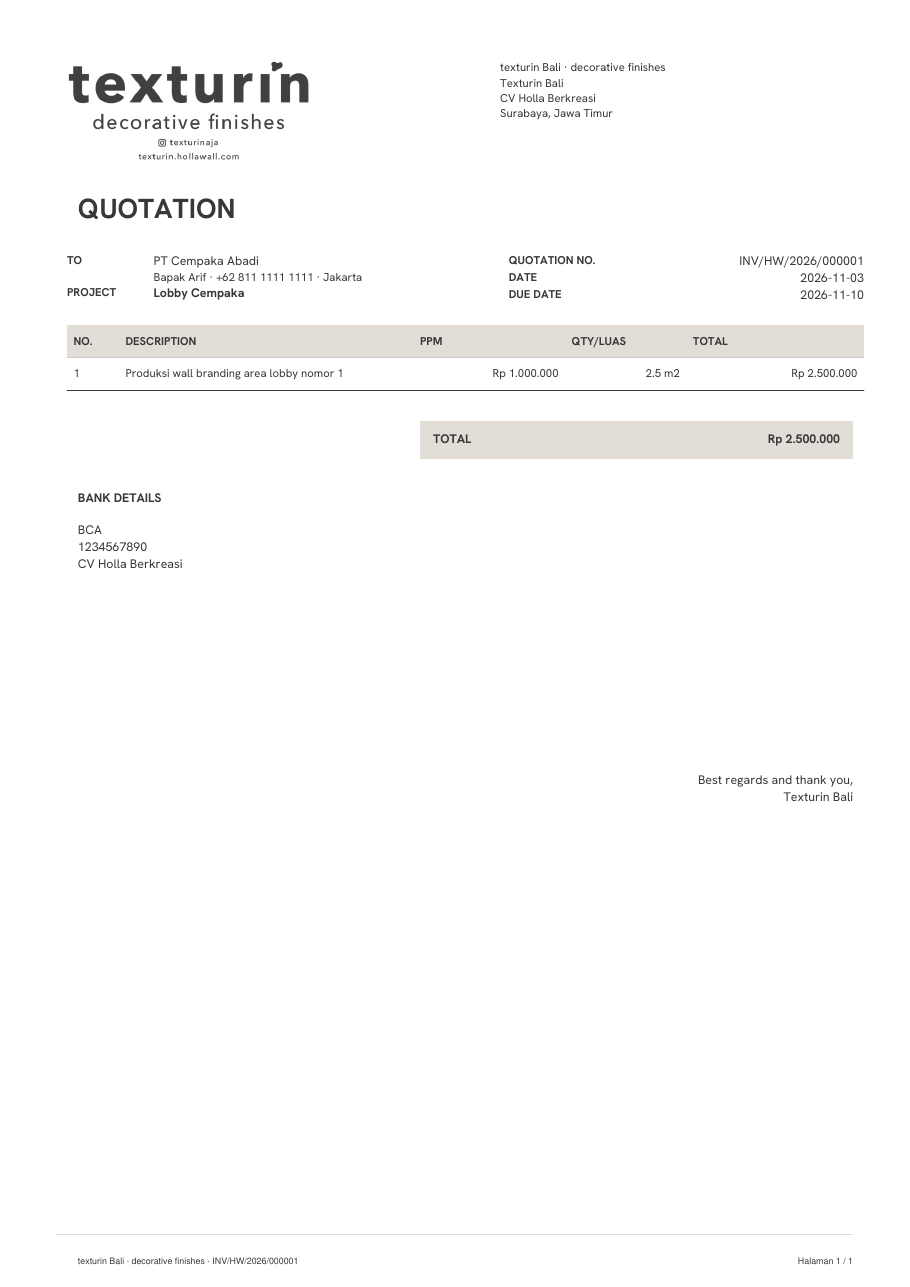 texturin
decorative finishes
texturinaja
texturin.hollawall.com
texturin Bali · decorative finishes
Texturin Bali
CV Holla Berkreasi
Surabaya, Jawa Timur
QUOTATION
TO PT Cempaka Abadi
Bapak Arif · +62 811 1111 1111 · Jakarta
PROJECT Lobby Cempaka
QUOTATION NO. INV/HW/2026/000001
DATE 2026-11-03
DUE DATE 2026-11-10
NO. DESCRIPTION PPM QTY/LUAS TOTAL
1 Produksi wall branding area lobby nomor 1 Rp 1.000.000 2.5 m2 Rp 2.500.000
TOTAL Rp 2.500.000
BANK DETAILS
BCA
1234567890
CV Holla Berkreasi
Best regards and thank you,
Texturin Bali
texturin Bali · decorative finishes · INV/HW/2026/000001 Halaman 1 / 1